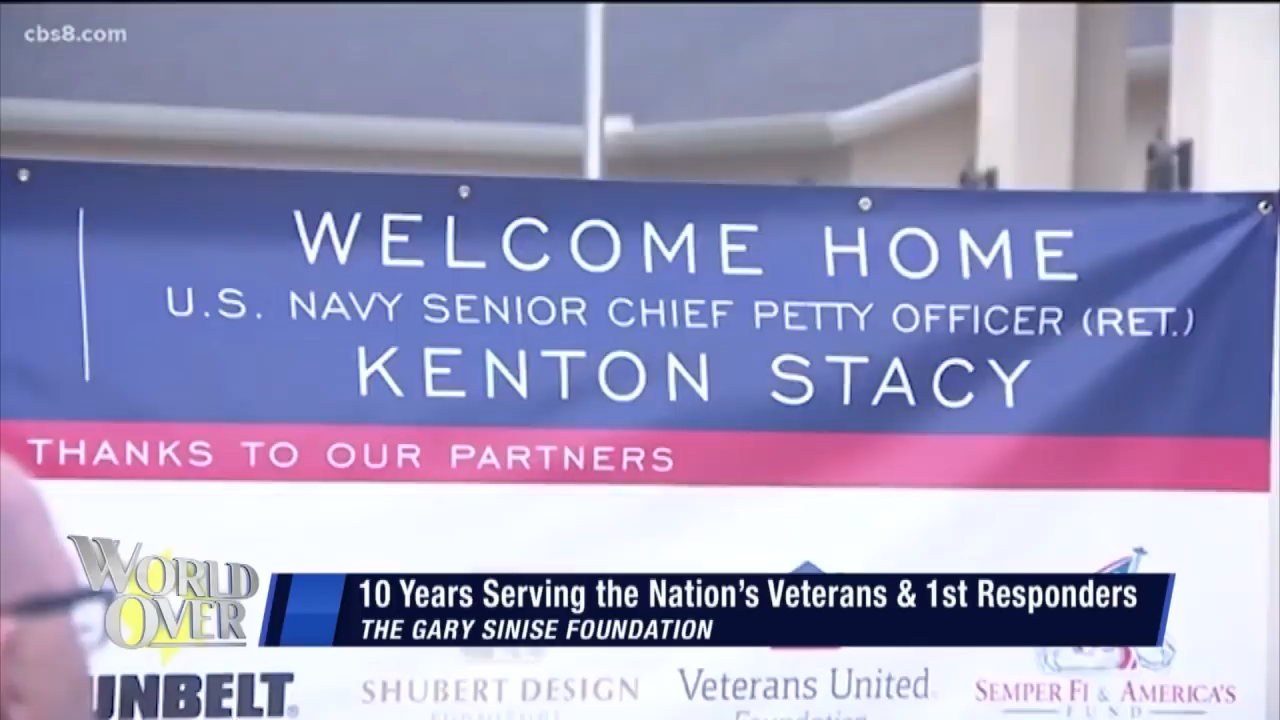 cbs8.com
WELCOME HOME
U.S. NAVY SENIOR CHIEF PETTY OFFICER (RET.)
KENTON STACY
THANKS TO OUR PARTNERS
WORLD
OVER
10 Years Serving the Nation's Veterans & 1st Responders
THE GARY SINISE FOUNDATION
UNBELT
SHUBERT DESIGN
FURNITURE
Veterans United
Foundation
SEMPER FI & AMERICA'S
FUND